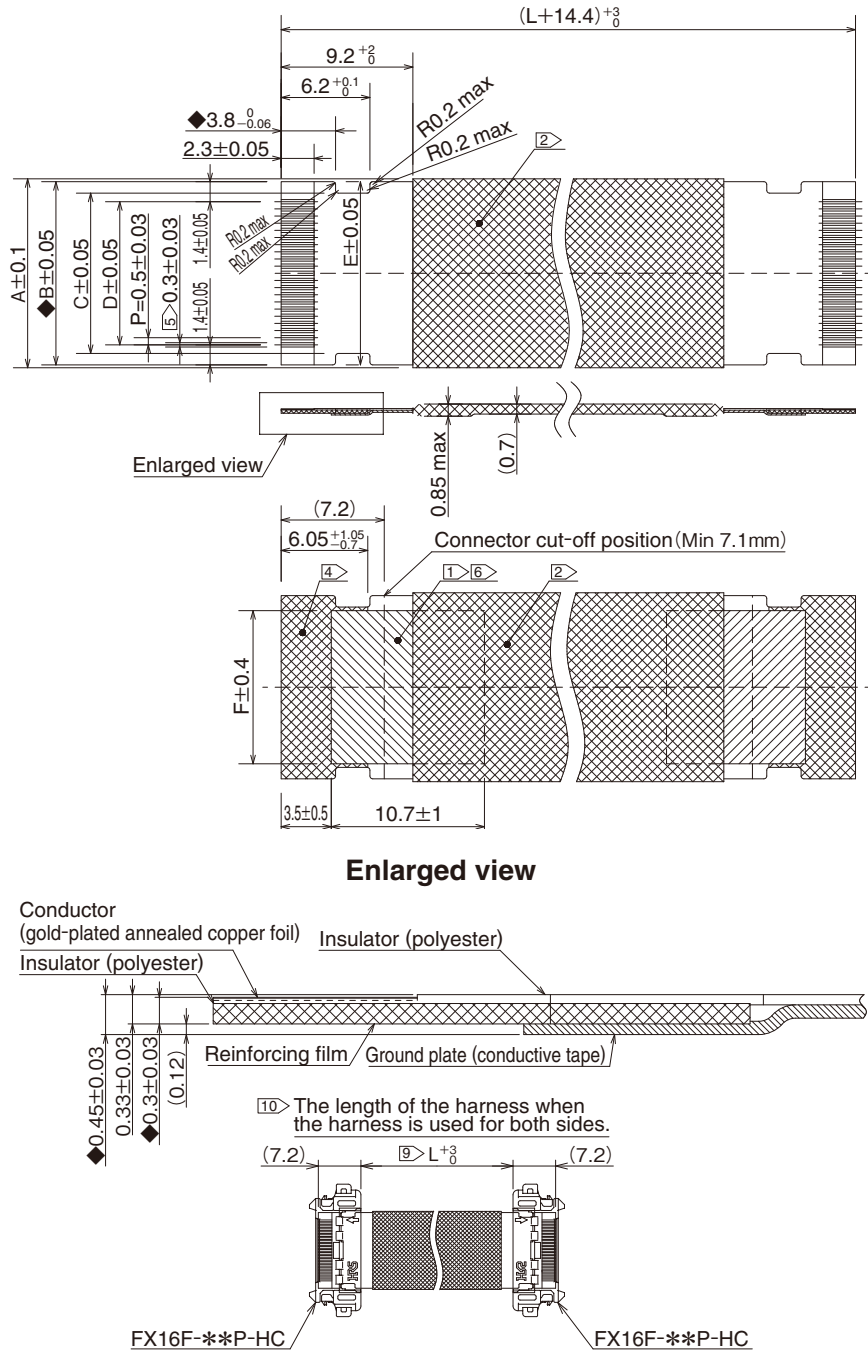 (L+14.4)+3 0
9.2+2 0
6.2+0.1 0
◆3.8 0 -0.06
2.3±0.05
R0.2 max
R0.2 max
2
A±0.1
◆B±0.05
C±0.05
D±0.05
P=0.5±0.03
5 0.3±0.03
1.4±0.05
1.4±0.05
R0.2 max
R0.2 max
E±0.05
Enlarged view
0.85 max
(0.7)
(7.2)
6.05+1.05 -0.7
Connector cut-off position(Min 7.1mm)
4
1 6
2
F±0.4
3.5±0.5
10.7±1
Enlarged view
Conductor
(gold-plated annealed copper foil)
Insulator (polyester)
Insulator (polyester)
◆0.45±0.03
0.33±0.03
◆0.3±0.03
(0.12)
Reinforcing film
Ground plate (conductive tape)
10 The length of the harness when
the harness is used for both sides.
(7.2)
9 L+3 0
(7.2)
HRS
HRS
FX16F-**P-HC
FX16F-**P-HC